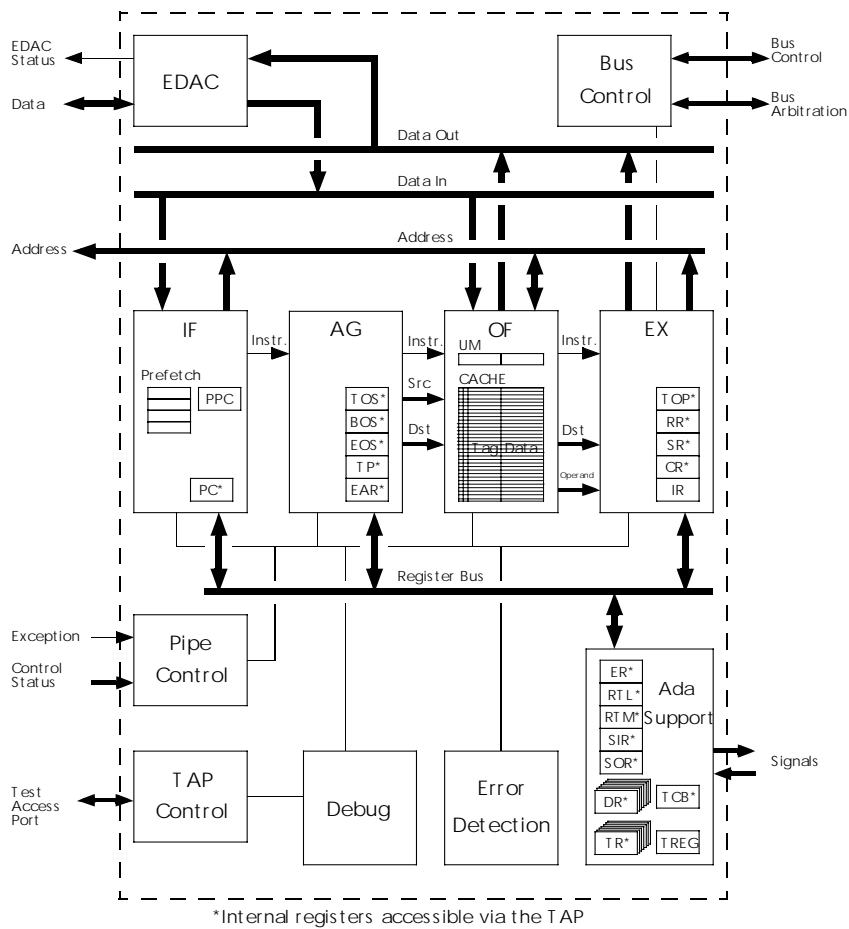 EDAC
Status
Data
EDAC
Bus
Control
Bus
Control
Bus
Arbitration
Data Out
Data In
Address
Address
IF
Instr.
AG
Instr.
OF
Instr.
EX
Prefetch
PPC
PC*
TOS*
BOS*
EOS*
TP*
EAR*
Src
Dst
UM
CACHE
Tag Data
Dst
Operand
TOP*
RR*
SR*
CR*
IR
Register Bus
Exception
Control
Status
Pipe
Control
ER*
RTL*
RTM*
SIR*
SOR*
Ada
Support
DR*
TCB*
TR*
TREG
Signals
Test
Access
Port
TAP
Control
Debug
Error
Detection
*Internal registers accessible via the TAP